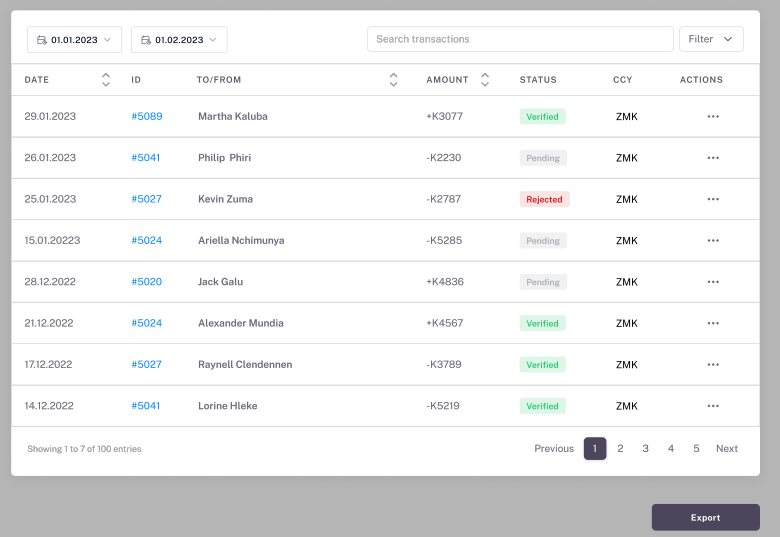 01.01.2023 01.02.2023 Search transactions Filter
DATE ID TO/FROM AMOUNT STATUS CCY ACTIONS
29.01.2023 #5089 Martha Kaluba +K3077 Verified ZMK
26.01.2023 #5041 Philip Phiri -K2230 Pending ZMK
25.01.2023 #5027 Kevin Zuma -K2787 Rejected ZMK
15.01.20223 #5024 Ariella Nchimunya -K5285 Pending ZMK
28.12.2022 #5020 Jack Galu +K4836 Pending ZMK
21.12.2022 #5024 Alexander Mundia +K4567 Verified ZMK
17.12.2022 #5027 Raynell Clendennen -K3789 Verified ZMK
14.12.2022 #5041 Lorine Hleke -K5219 Verified ZMK
Showing 1 to 7 of 100 entries Previous 1 2 3 4 5 Next
Export